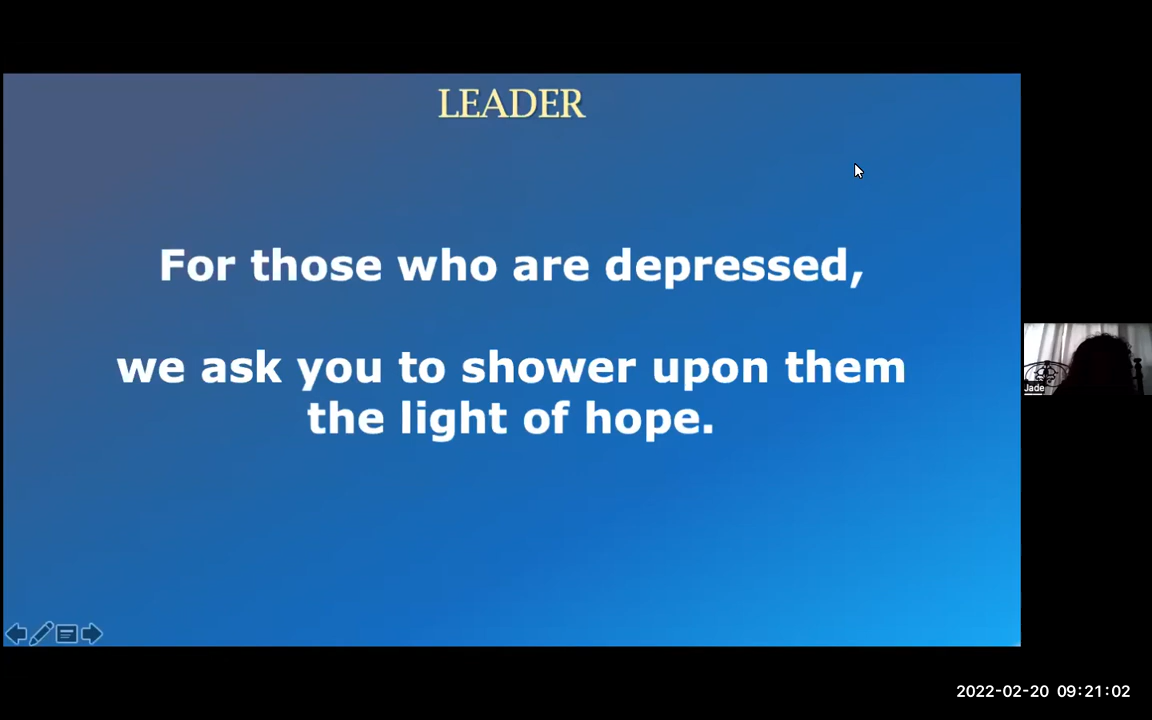 LEADER
For those who are depressed,
we ask you to shower upon them
the light of hope.
Jade
2022-02-20 09:21:02